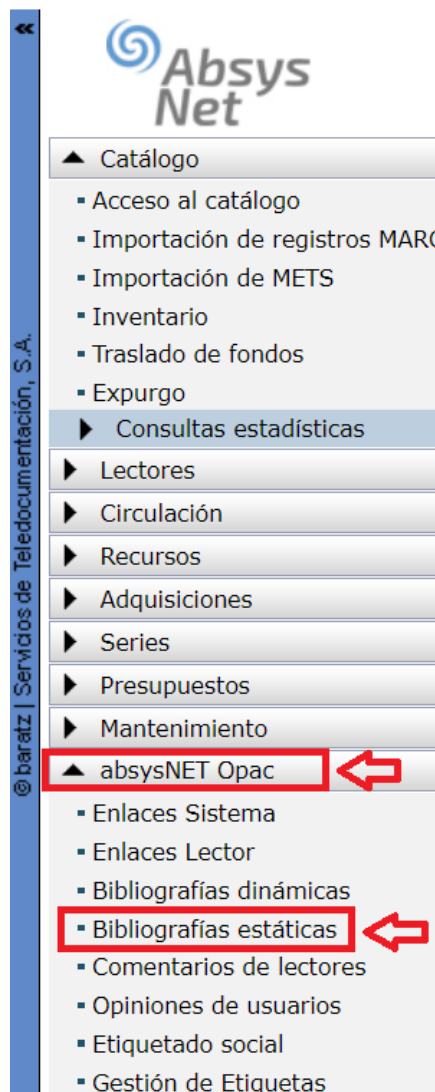 «
Absys
Net
Catálogo
Acceso al catálogo
Importación de registros MARC
Importación de METS
Inventario
Traslado de fondos
Expurgo
Consultas estadísticas
Lectores
Circulación
Recursos
Adquisiciones
Series
Presupuestos
Mantenimiento
absysNET Opac
Enlaces Sistema
Enlaces Lector
Bibliografías dinámicas
Bibliografías estáticas
Comentarios de lectores
Opiniones de usuarios
Etiquetado social
Gestión de Etiquetas
© baratz | Servicios de Teledocumentación, S.A.